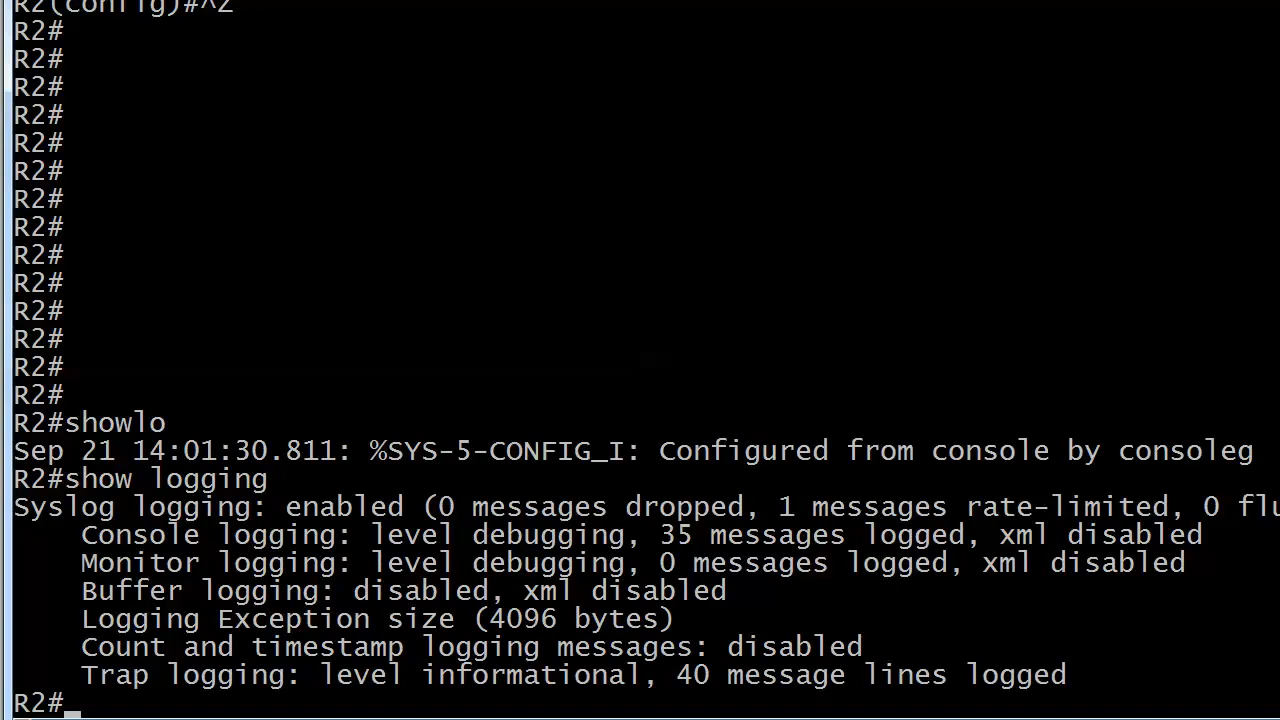 R2(config)#^Z
R2#
R2#
R2#
R2#
R2#
R2#
R2#
R2#
R2#
R2#
R2#
R2#
R2#
R2#
R2#showlo
Sep 21 14:01:30.811: %SYS-5-CONFIG_I: Configured from console by consoleg
R2#show logging
Syslog logging: enabled (0 messages dropped, 1 messages rate-limited, 0 flu
    Console logging: level debugging, 35 messages logged, xml disabled
    Monitor logging: level debugging, 0 messages logged, xml disabled
    Buffer logging: disabled, xml disabled
    Logging Exception size (4096 bytes)
    Count and timestamp logging messages: disabled
    Trap logging: level informational, 40 message lines logged
R2#